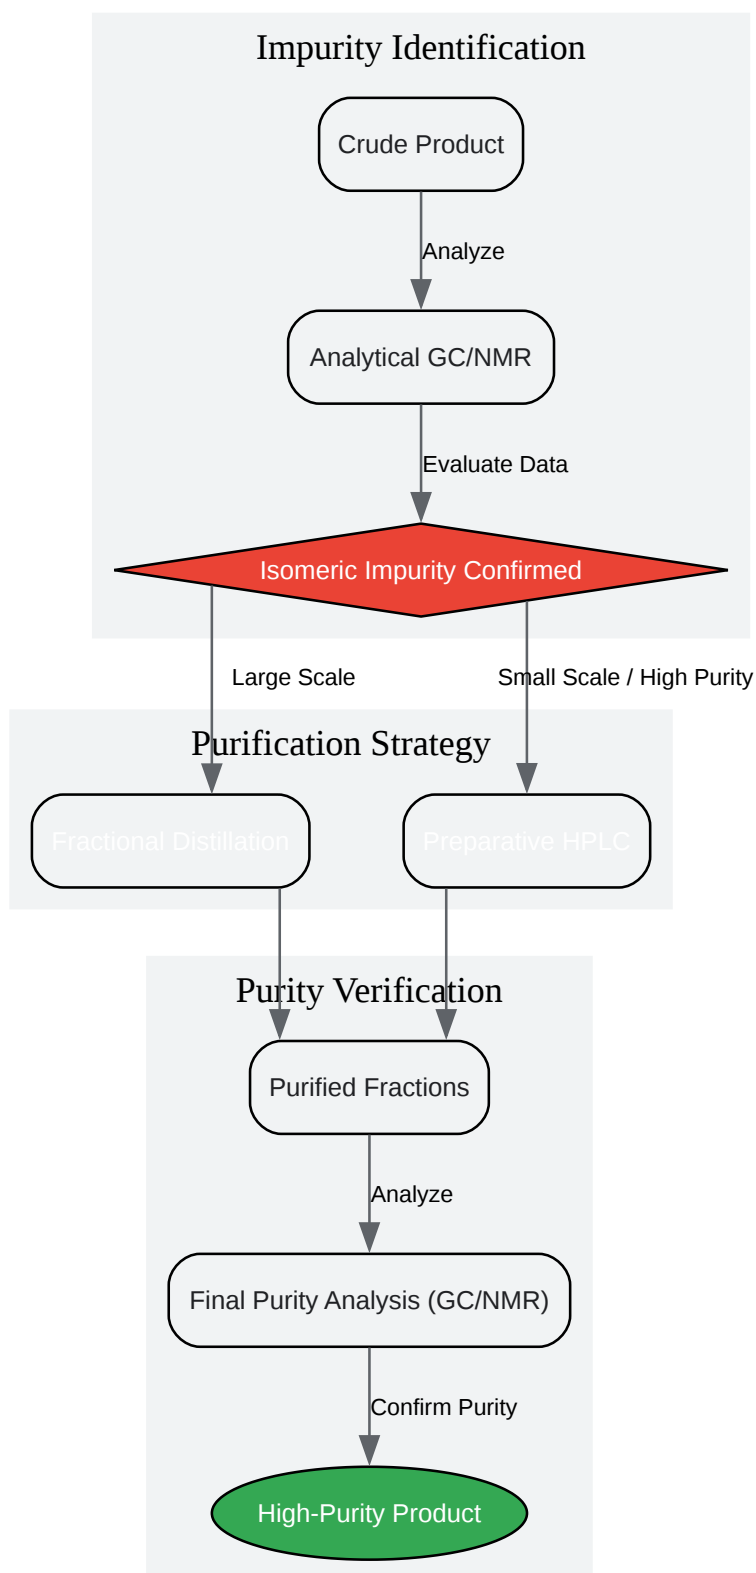 Impurity Identification
Crude Product
Analyze
Analytical GC/NMR
Evaluate Data
Isomeric Impurity Confirmed
Large Scale
Small Scale / High Purity
Purification Strategy
Fractional Distillation
Preparative HPLC
Purity Verification
Purified Fractions
Analyze
Final Purity Analysis (GC/NMR)
Confirm Purity
High-Purity Product